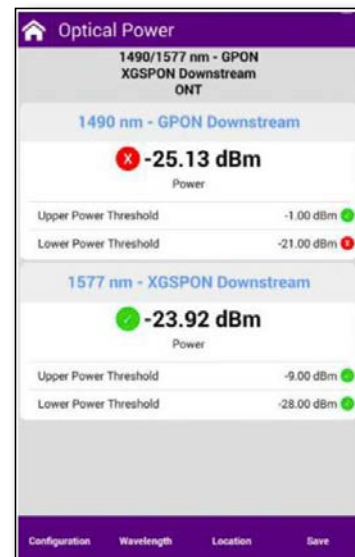 Optical Power
1490/1577 nm - GPON
XGSPON Downstream
ONT
1490 nm - GPON Downstream
X -25.13 dBm
Power
Upper Power Threshold -1.00 dBm
Lower Power Threshold -21.00 dBm
1577 nm - XGSPON Downstream
-23.92 dBm
Power
Upper Power Threshold -9.00 dBm
Lower Power Threshold -28.00 dBm
Configuration Wavelength Location Save